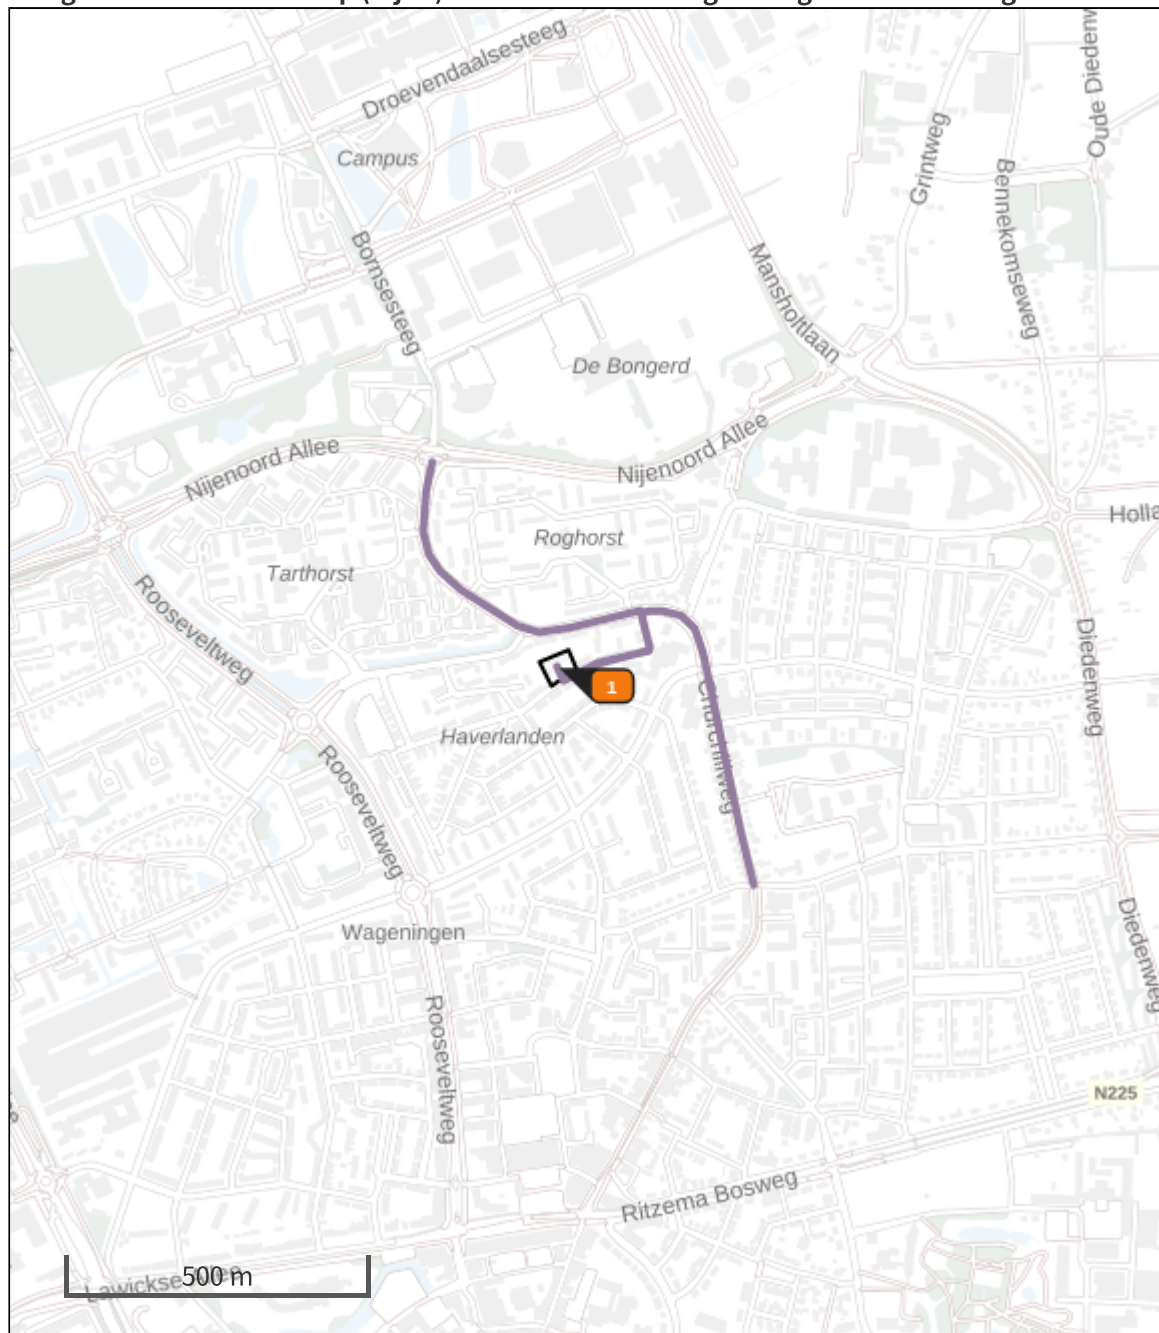 Droevendaalsesteeg
Oude Diedenw
Campus
Grintweg
Bennekomseweg
Bornsesteeg
Mansholtlaan
De Bongerd
Nijenoord Allee
Nijenoord Allee
Holla
Roghorst
Tarthorst
Rooseveltweg
Diedenweg
1
Churchillweg
Haverlanden
Rooseveltweg
Wageningen
Diedenweg
Rooseveltweg
N225
Ritzema Bosweg
500 m